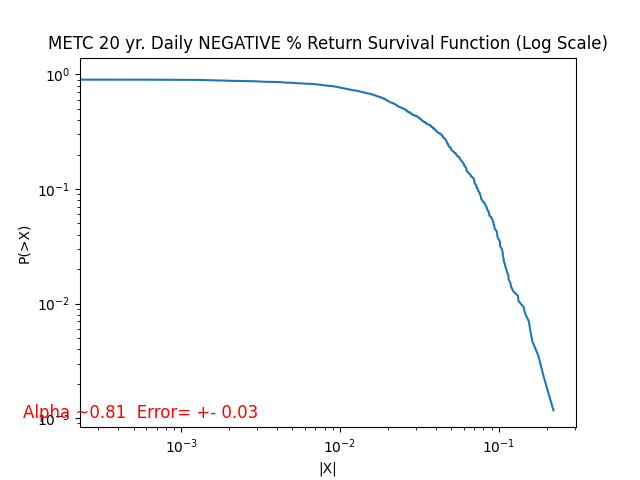 METC 20 yr. Daily NEGATIVE % Return Survival Function (Log Scale)
10⁰
10⁻¹
10⁻²
10⁻³
P(>X)
Alpha ~0.81  Error= +- 0.03
10⁻³
10⁻²
10⁻¹
|X|